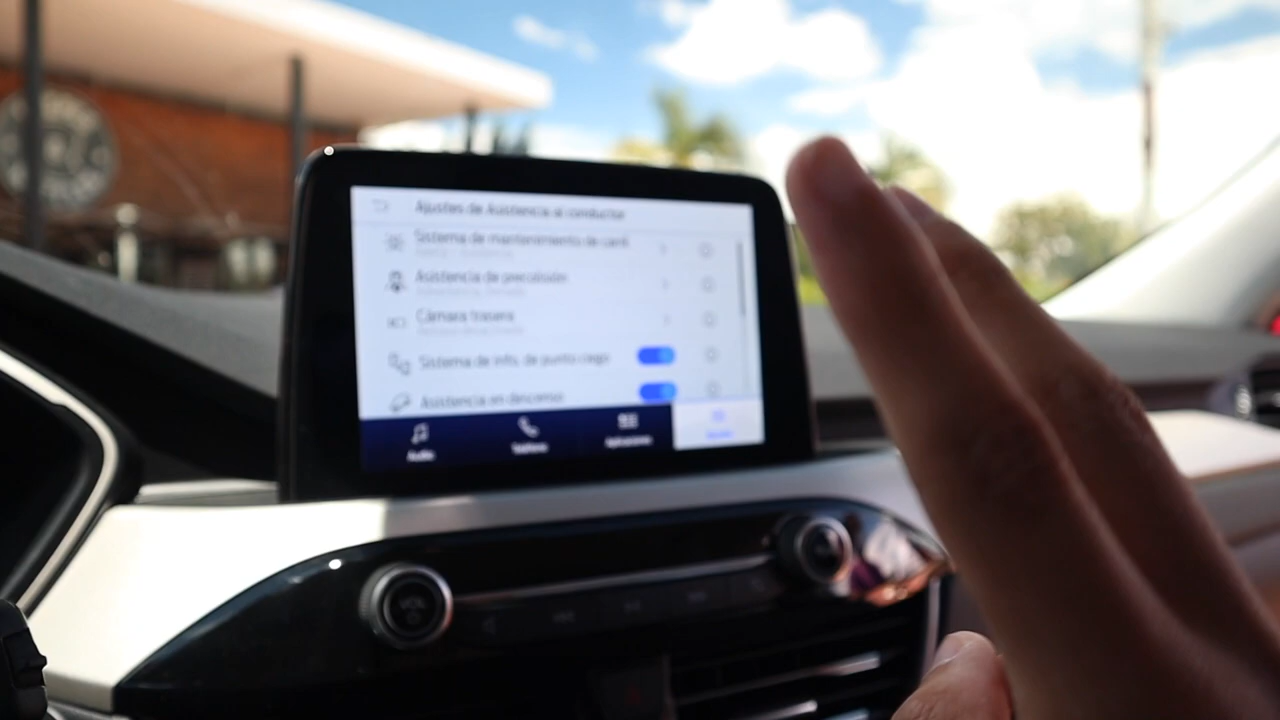 Ajustes de Asistencia al conductor
Sistema de mantenimiento de carril
Asistencia de precolisión
Cámara trasera
Sistema de info. de punto ciego
Asistencia en descenso
Audio
Teléfono
Aplicaciones